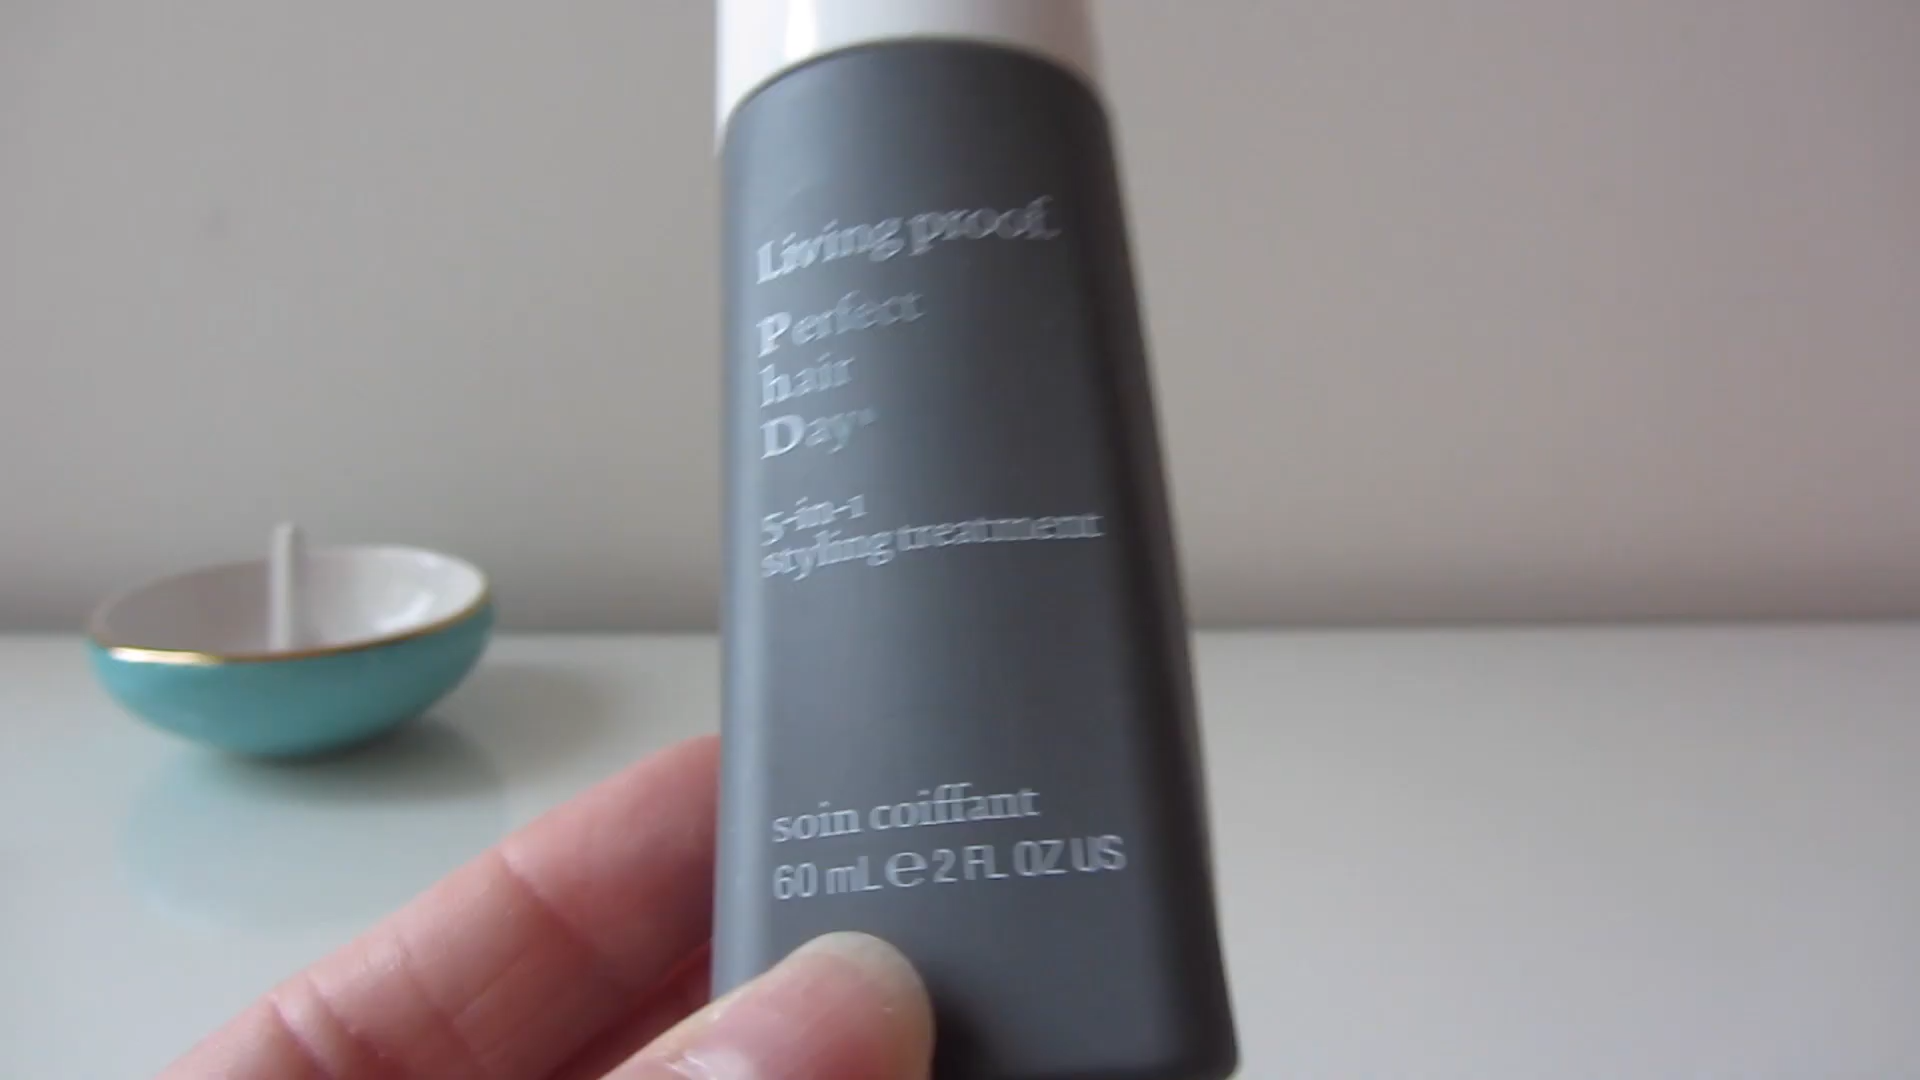 Living proof.
Perfect
hair
Day®
5-in-1
styling treatment
soin coiffant
60 mL ℮ 2 FL OZ US